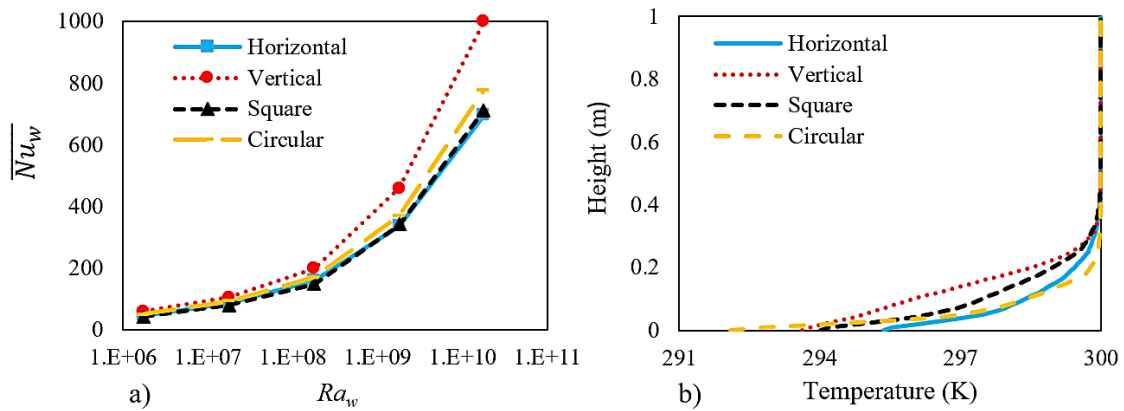 1000
800
600
400
200
0
Nu_w
Horizontal
Vertical
Square
Circular
1.E+06 1.E+07 1.E+08 1.E+09 1.E+10 1.E+11
a) Ra_w
1
0.8
0.6
0.4
0.2
0
Height (m)
Horizontal
Vertical
Square
Circular
291 294 297 300
b) Temperature (K)